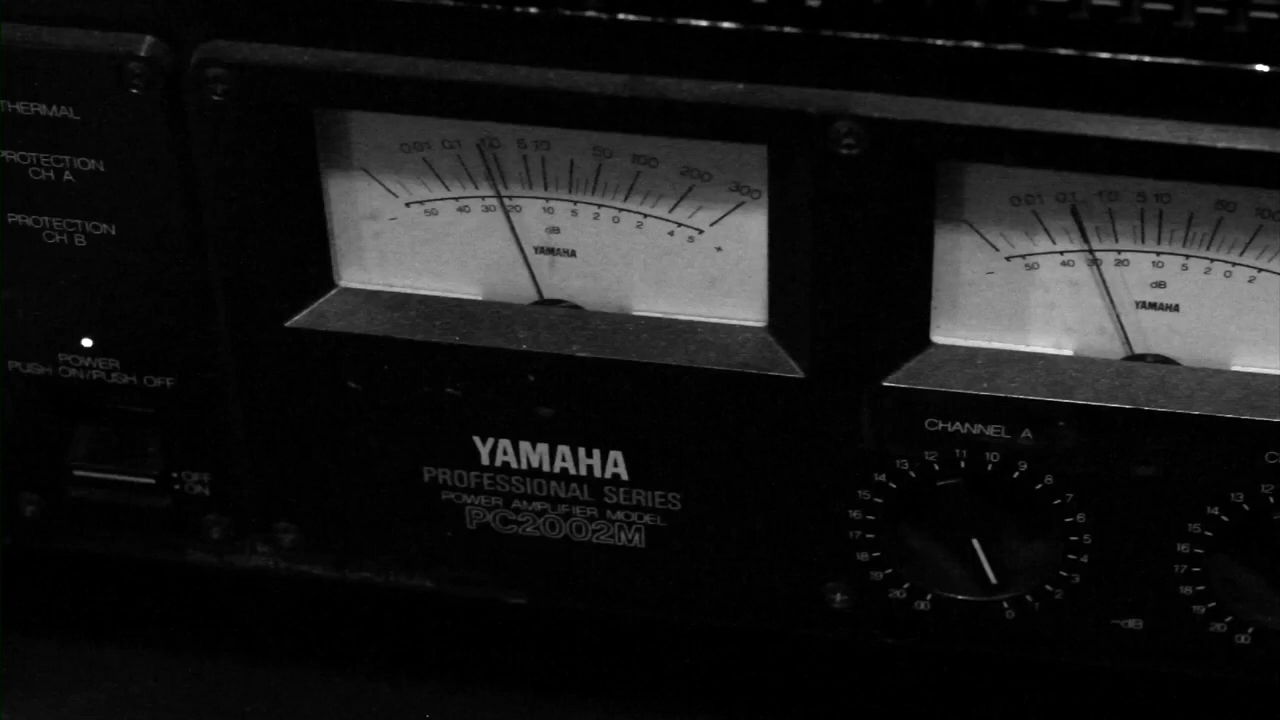 THERMAL
PROTECTION
CH A
PROTECTION
CH B
POWER
PUSH ON/PUSH OFF
OFF
ON
0.01 0.1 1.0 5 10 50 100 200 300
- 50 40 30 20 10 5 2 0 2 4 5 +
dB
YAMAHA
YAMAHA
PROFESSIONAL SERIES
POWER AMPLIFIER MODEL
PC2002M
0.01 0.1 1.0 5 10 50 100
- 50 40 30 20 10 5 2 0 2
dB
YAMAHA
CHANNEL A
∞ 20 19 18 17 16 15 14 13 12 11 10 9 8 7 6 5 4 3 2 1 0
-dB
∞ 20 19 18 17 16 15 14 13 12